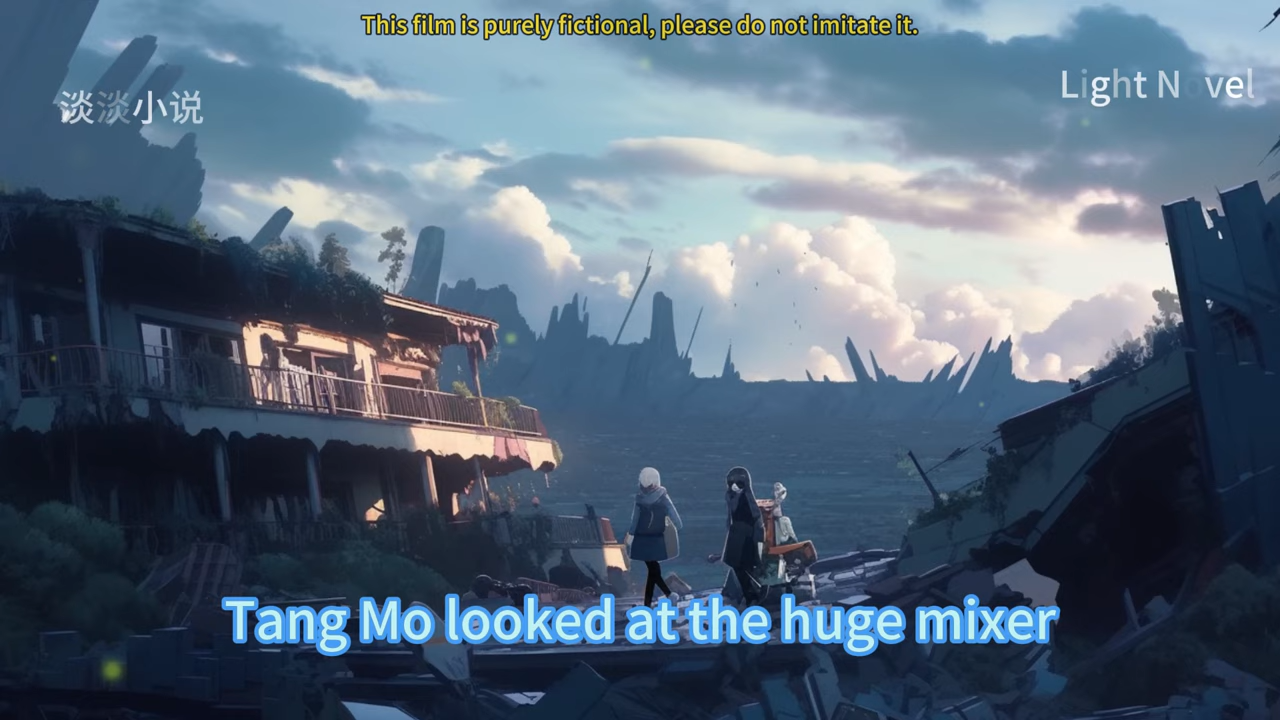 This film is purely fictional, please do not imitate it.
淡淡小说
Light Novel
Tang Mo looked at the huge mixer